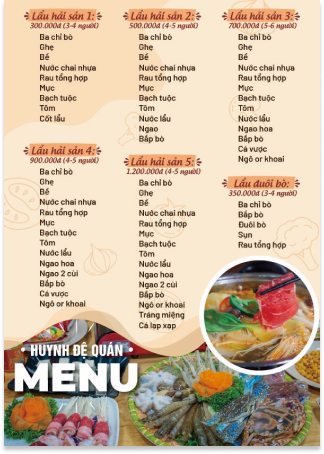 Lẩu hải sản 1:
300.000đ (3-4 người)
Ba chỉ bò
Ghẹ
Bề
Nước chai nhựa
Rau tổng hợp
Mực
Bạch tuộc
Tôm
Cốt lẩu
Lẩu hải sản 2:
500.000đ (4-5 người)
Ba chỉ bò
Ghẹ
Bề
Nước chai nhựa
Rau tổng hợp
Mực
Bạch tuộc
Tôm
Nước lẩu
Ngao
Bắp bò
Lẩu hải sản 3:
700.000đ (5-6 người)
Ba chỉ bò
Ghẹ
Bề
Nước chai nhựa
Rau tổng hợp
Mực
Bạch tuộc
Tôm
Nước lẩu
Ngao hoa
Bắp bò
Cá vược
Ngô or khoai
Lẩu hải sản 4:
900.000đ (4-5 người)
Ba chỉ bò
Ghẹ
Bề
Nước chai nhựa
Rau tổng hợp
Mực
Bạch tuộc
Tôm
Nước lẩu
Ngao hoa
Ngao 2 cùi
Bắp bò
Cá vược
Ngô or khoai
Lẩu hải sản 5:
1.200.000đ (4-5 người)
Ba chỉ bò
Ghẹ
Bề
Nước chai nhựa
Rau tổng hợp
Mực
Bạch tuộc
Tôm
Nước lẩu
Ngao hoa
Ngao 2 cùi
Bắp bò
Ngô or khoai
Tráng miệng
Cá lạp xạp
Lẩu đuôi bò:
350.000đ (3-4 người)
Ba chỉ bò
Bắp bò
Đuôi bò
Sụn
Rau tổng hợp
• HUYNH ĐỆ QUÁN •
MENU